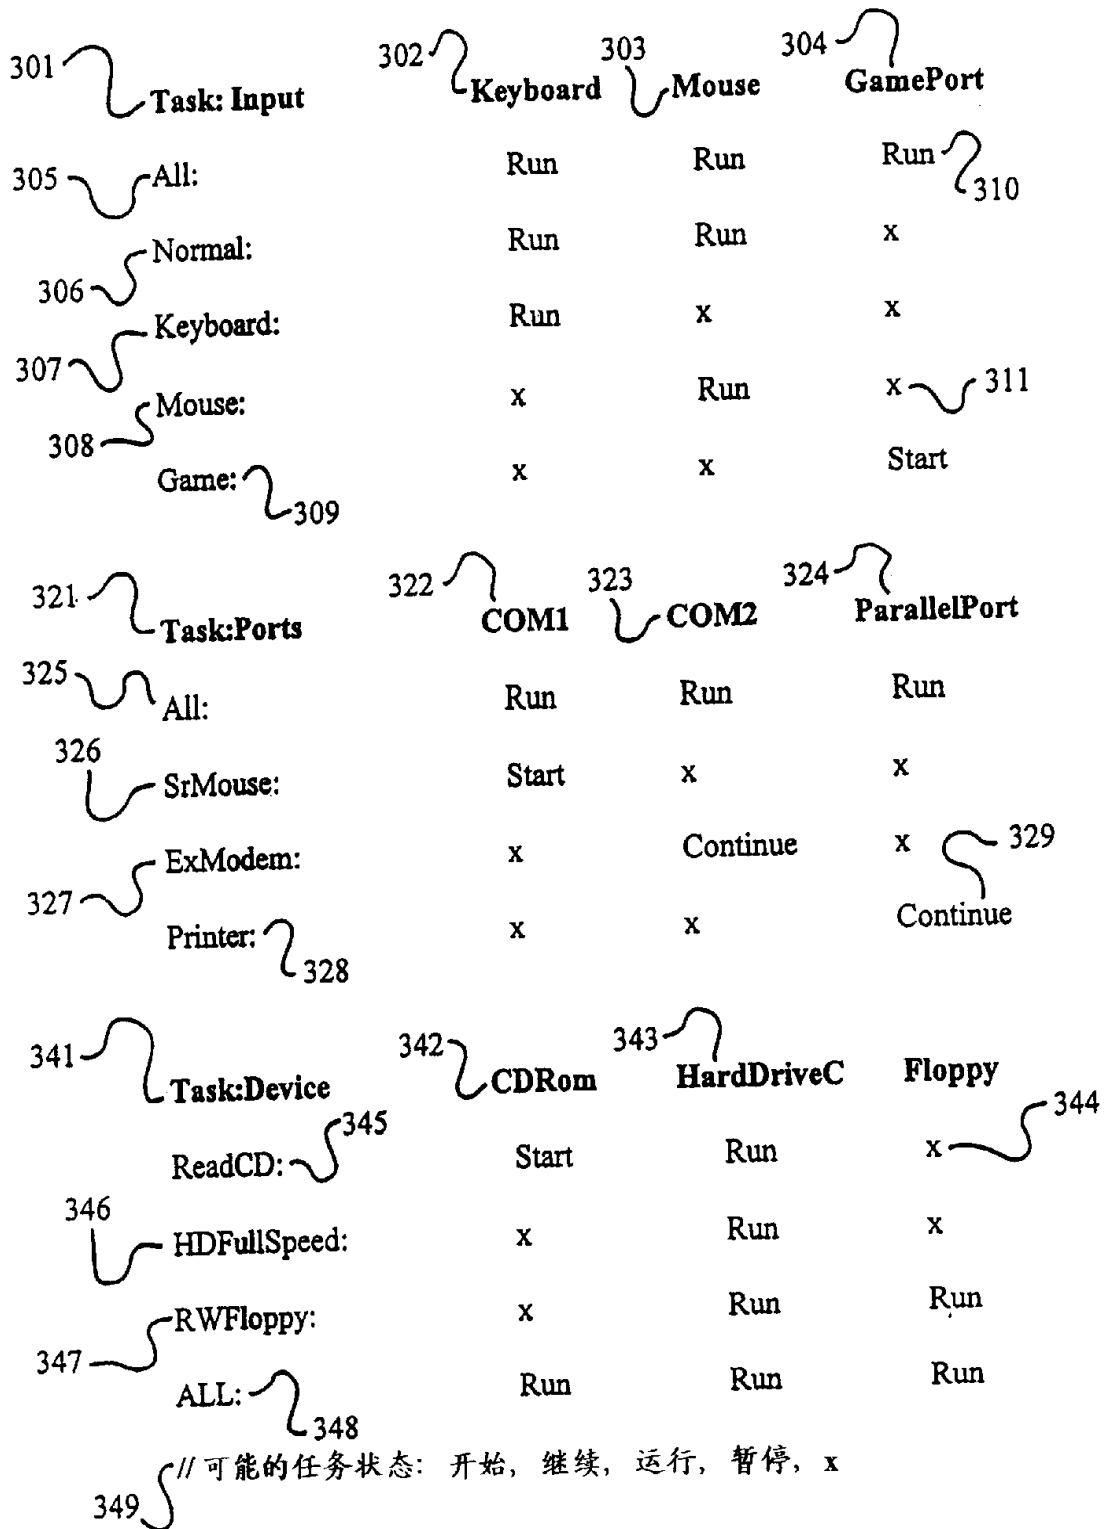 301 Task: Input 302 Keyboard 303 Mouse 304 GamePort
305 All: Run Run Run 310
306 Normal: Run Run x
307 Keyboard: Run x x
308 Mouse: x Run x 311
Game: 309 x x Start
321 Task:Ports 322 COM1 323 COM2 324 ParallelPort
325 All: Run Run Run
326 SrMouse: Start x x
327 ExModem: x Continue x 329
Printer: 328 x x Continue
341 Task:Device 342 CDRom 343 HardDriveC Floppy
ReadCD: 345 Start Run x 344
346 HDFullSpeed: x Run x
347 RWFloppy: x Run Run
ALL: 348 Run Run Run
349 // 可能的任务状态: 开始, 继续, 运行, 暂停, x